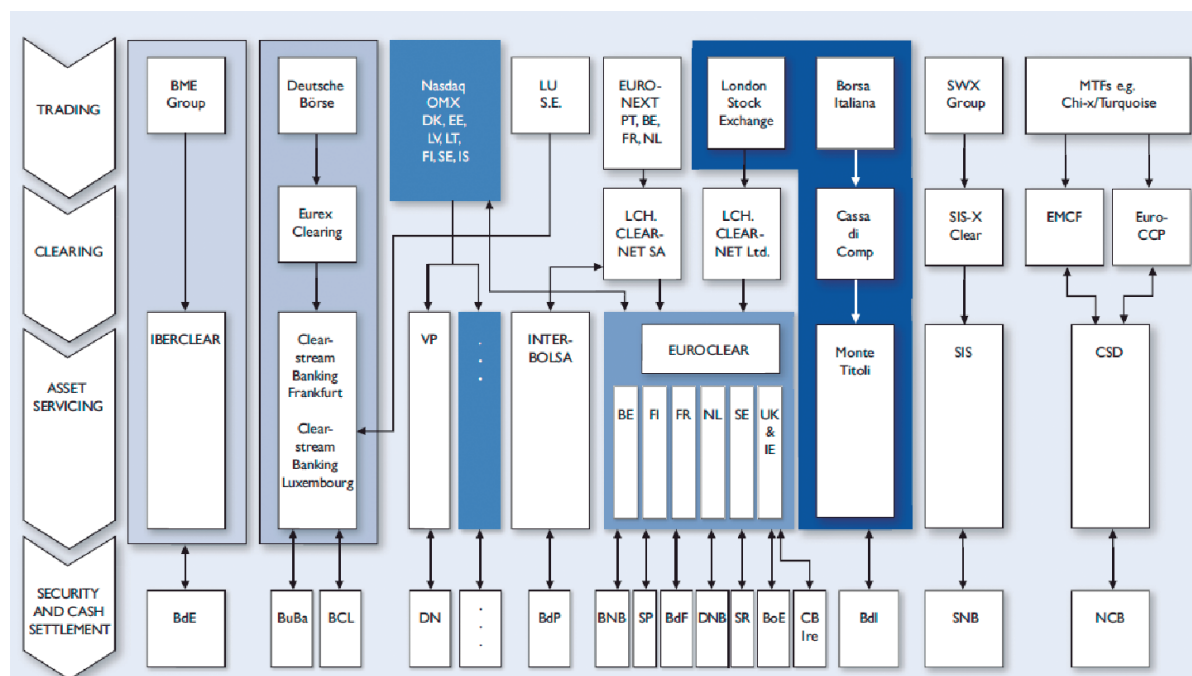 TRADING
BME
Group
Deutsche
Börse
Nasdaq
OMX
DK, EE,
LV, LT,
FI, SE, IS
LU
S.E.
EURO-
NEXT
PT, BE,
FR, NL
London
Stock
Exchange
Borsa
Italiana
SWX
Group
MTFs e.g.
Chi-x/Turquoise
CLEARING
Eurex
Clearing
LCH.
CLEAR-
NET SA
LCH.
CLEAR-
NET Ltd.
Cassa
di
Comp
SIS-X
Clear
EMCF
Euro-
CCP
ASSET
SERVICING
IBERCLEAR
Clear-
stream
Banking
Frankfurt
Clear-
stream
Banking
Luxembourg
VP
.
.
.
INTER-
BOLSA
EUROCLEAR
BE
FI
FR
NL
SE
UK
&
IE
Monte
Titoli
SIS
CSD
SECURITY
AND CASH
SETTLEMENT
BdE
BuBa
BCL
DN
.
.
.
BdP
BNB
SP
BdF
DNB
SR
BoE
CB
Ire
BdI
SNB
NCB